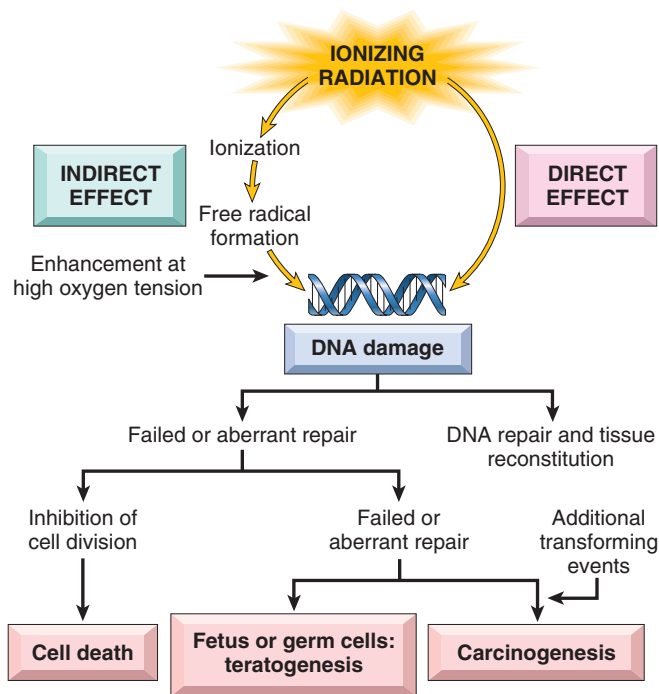 IONIZING
RADIATION
Ionization
INDIRECT
EFFECT
DIRECT
EFFECT
Free radical
formation
Enhancement at
high oxygen tension
DNA damage
Failed or aberrant repair
DNA repair and tissue
reconstitution
Inhibition of
cell division
Failed or
aberrant repair
Additional
transforming
events
Cell death
Fetus or germ cells:
teratogenesis
Carcinogenesis